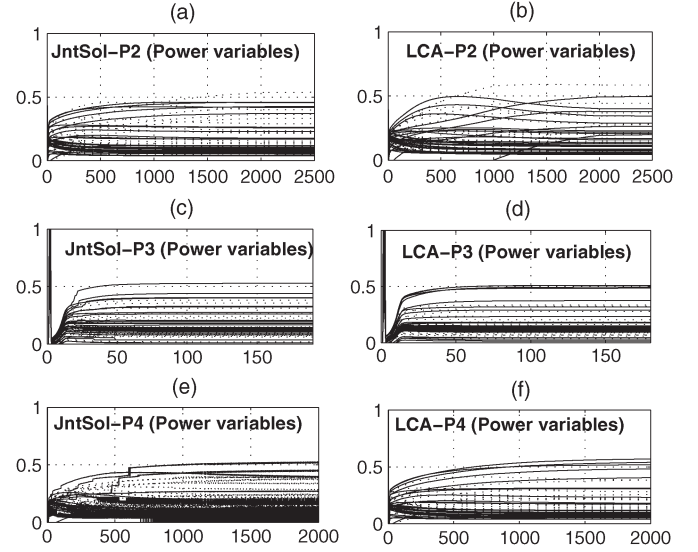 (a)
(b)
1
JntSol–P2 (Power variables)
0.5
0
0 500 1000 1500 2000 2500
1
LCA–P2 (Power variables)
0.5
0
0 500 1000 1500 2000 2500
(c)
(d)
1
JntSol–P3 (Power variables)
0.5
0
0 50 100 150
1
LCA–P3 (Power variables)
0.5
0
0 50 100 150
(e)
(f)
1
JntSol–P4 (Power variables)
0.5
0
0 500 1000 1500 2000
1
LCA–P4 (Power variables)
0.5
0
0 500 1000 1500 2000